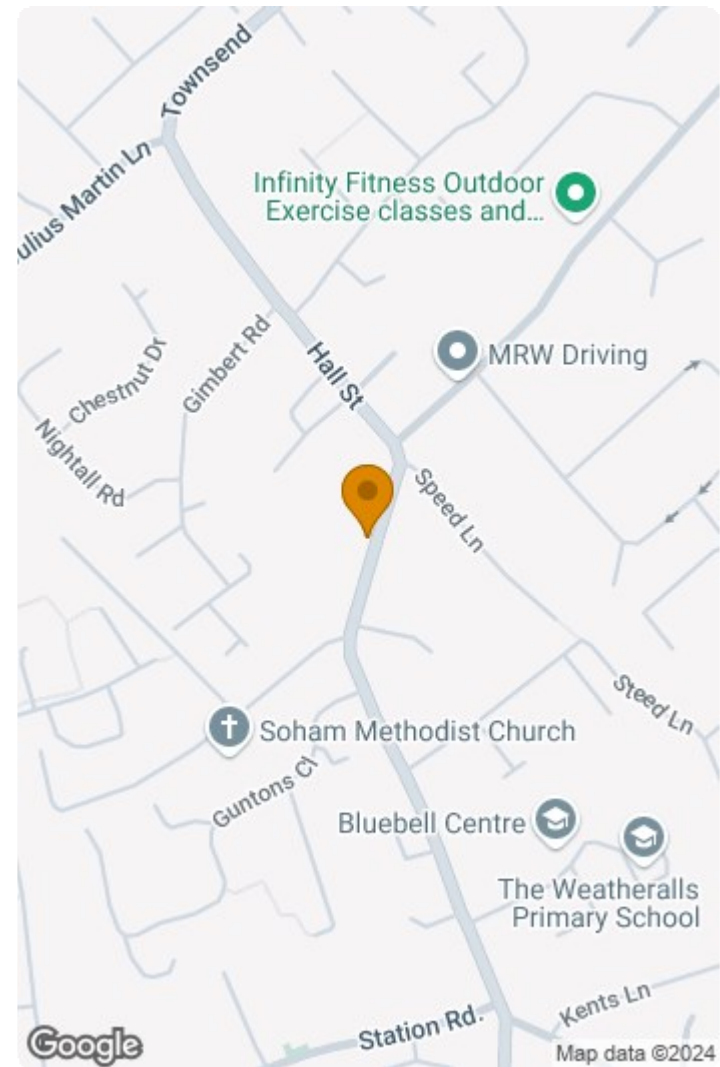 Townsend
ulius Martin Ln
Infinity Fitness Outdoor
Exercise classes and...
Chestnut Dr
Gimbert Rd
Hall St
MRW Driving
Nightall Rd
Speed Ln
Steed Ln
Soham Methodist Church
Guntons Cl
Bluebell Centre
The Weatheralls
Primary School
Kents Ln
Station Rd.
Google
Map data ©2024